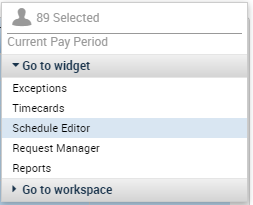 89 Selected
Current Pay Period
Go to widget
Exceptions
Timecards
Schedule Editor
Request Manager
Reports
Go to workspace